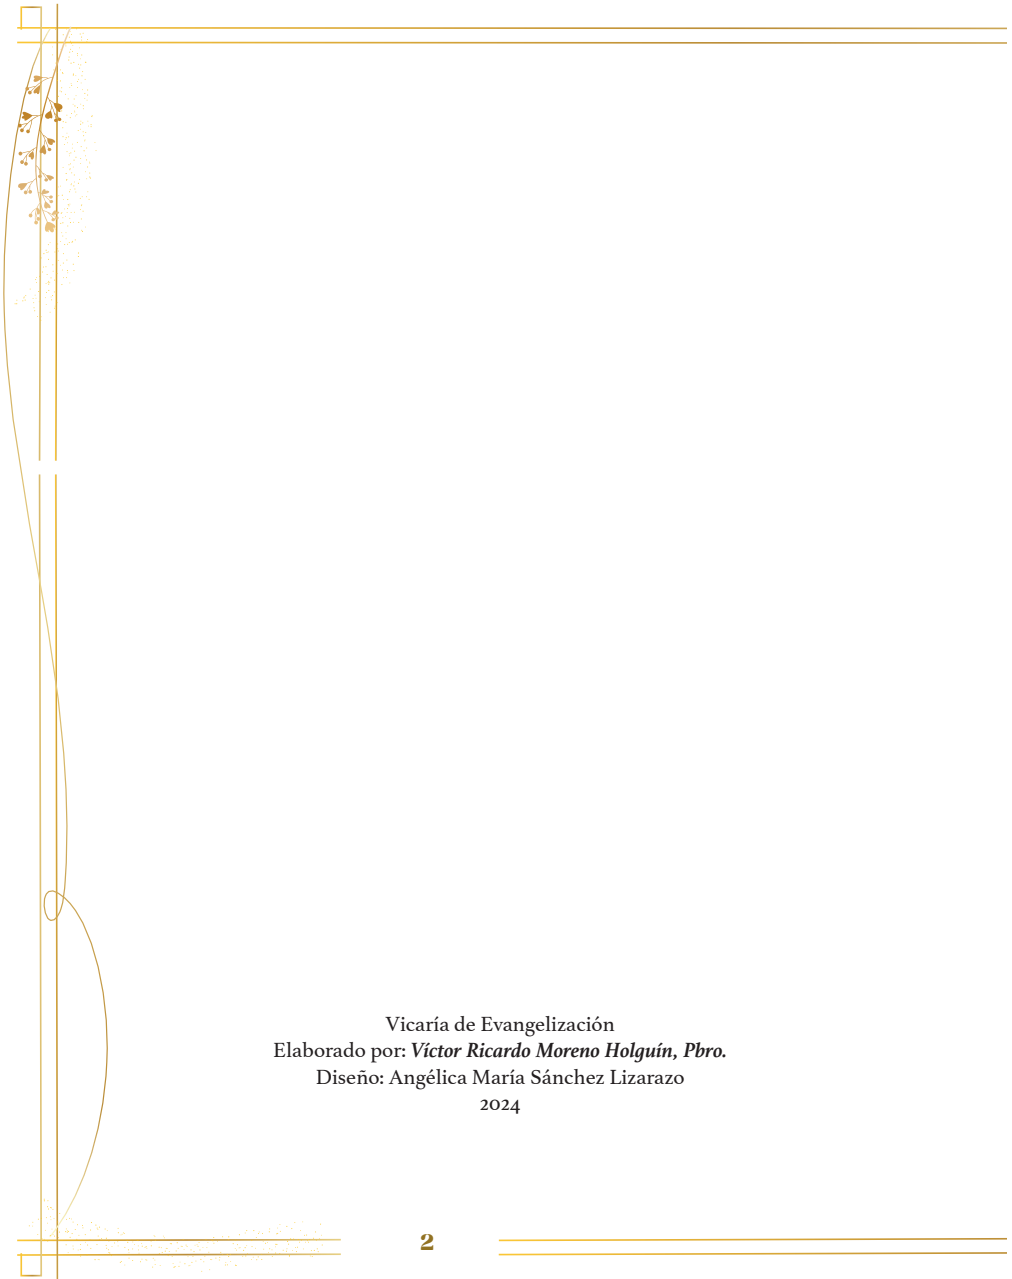 Vicaría de Evangelización
Elaborado por: Víctor Ricardo Moreno Holguín, Pbro.
Diseño: Angélica María Sánchez Lizarazo
2024
2